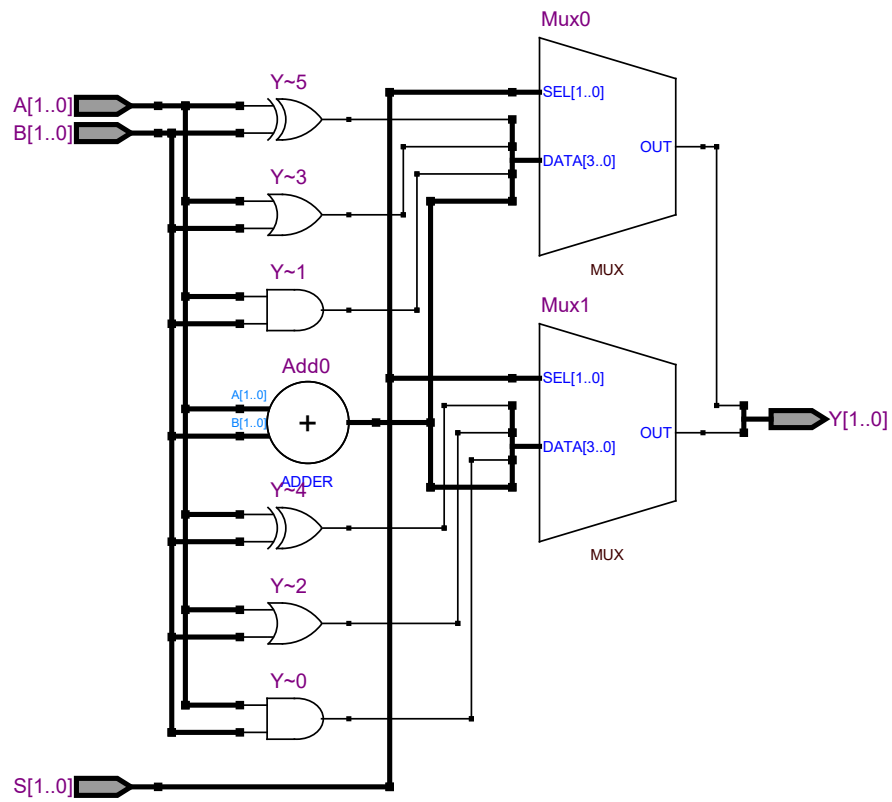 Mux0
Y~5
A[1..0]
SEL[1..0]
B[1..0]
OUT
DATA[3..0]
Y~3
Y~1
MUX
Mux1
Add0
SEL[1..0]
A[1..0]
+
B[1..0]
Y[1..0]
OUT
DATA[3..0]
ADDER
Y~4
MUX
Y~2
Y~0
S[1..0]